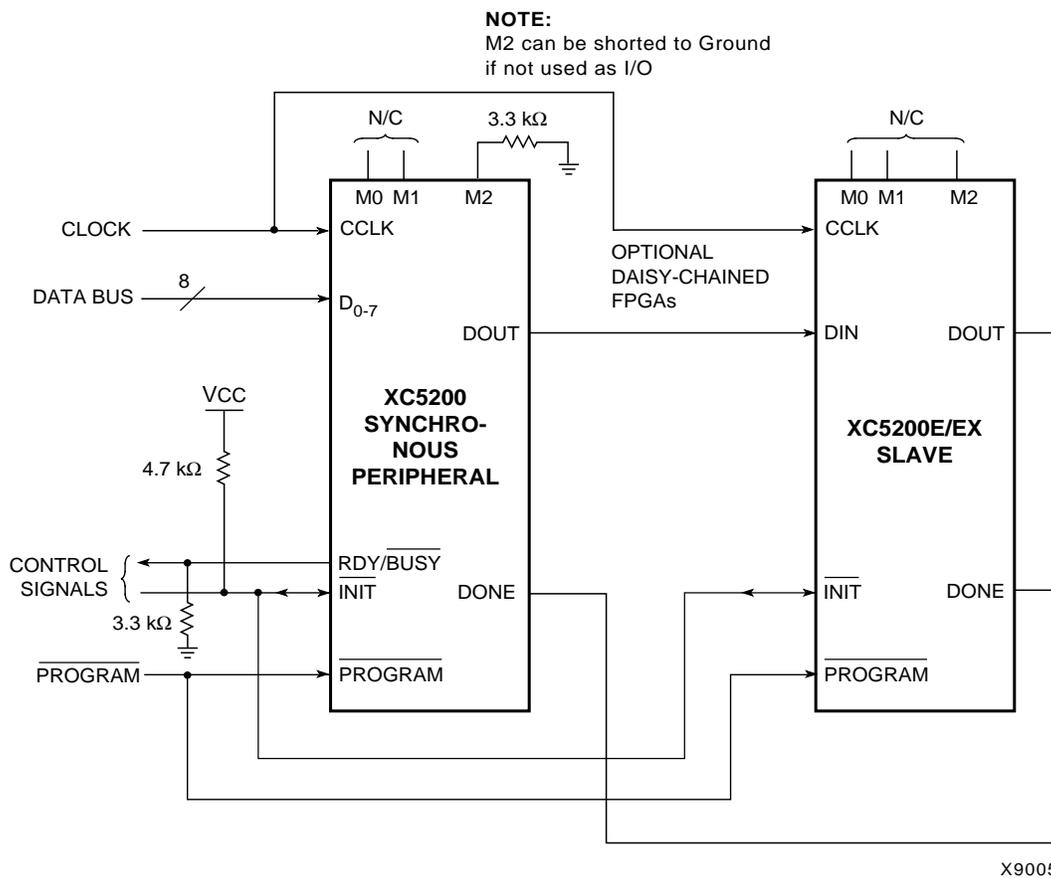 NOTE:
M2 can be shorted to Ground
if not used as I/O
N/C
3.3 kΩ
N/C
M0 M1 M2
M0 M1 M2
CLOCK
CCLK
CCLK
OPTIONAL
DAISY-CHAINED
FPGAs
8
DATA BUS
D0-7
DOUT
DIN
DOUT
VCC
XC5200
SYNCHRO-
NOUS
PERIPHERAL
XC5200E/EX
SLAVE
4.7 kΩ
CONTROL
SIGNALS
RDY/BUSY
INIT
DONE
INIT
DONE
3.3 kΩ
PROGRAM
PROGRAM
PROGRAM
X9005